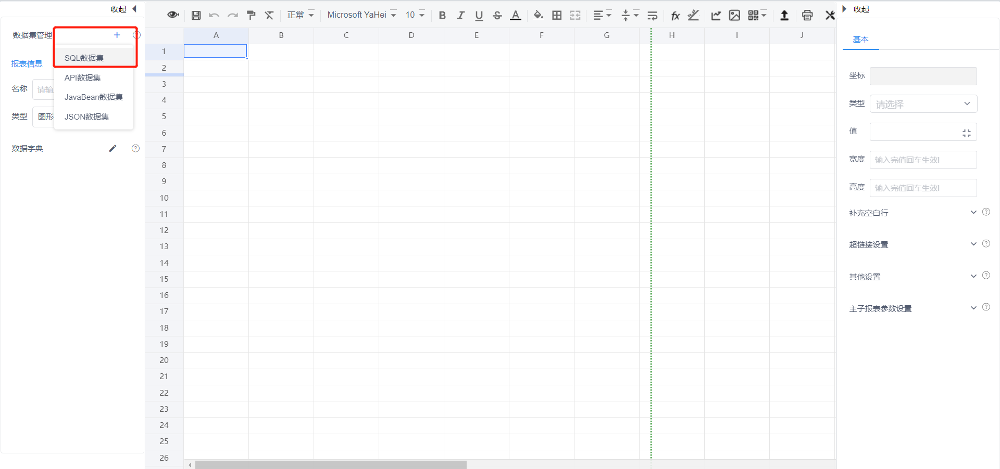 收起
数据集管理
SQL数据集
报表信息
API数据集
名称
请输
JavaBean数据集
类型
图形
JSON数据集
数据字典
正常
Microsoft YaHei
10
A B C D E F G H I J
1
2
3
4
5
6
7
8
9
10
11
12
13
14
15
16
17
18
19
20
21
22
23
24
25
26
收起
基本
坐标
类型 请选择
值
宽度 输入完值回车生效!
高度 输入完值回车生效!
补充空白行
超链接设置
其他设置
主子报表参数设置